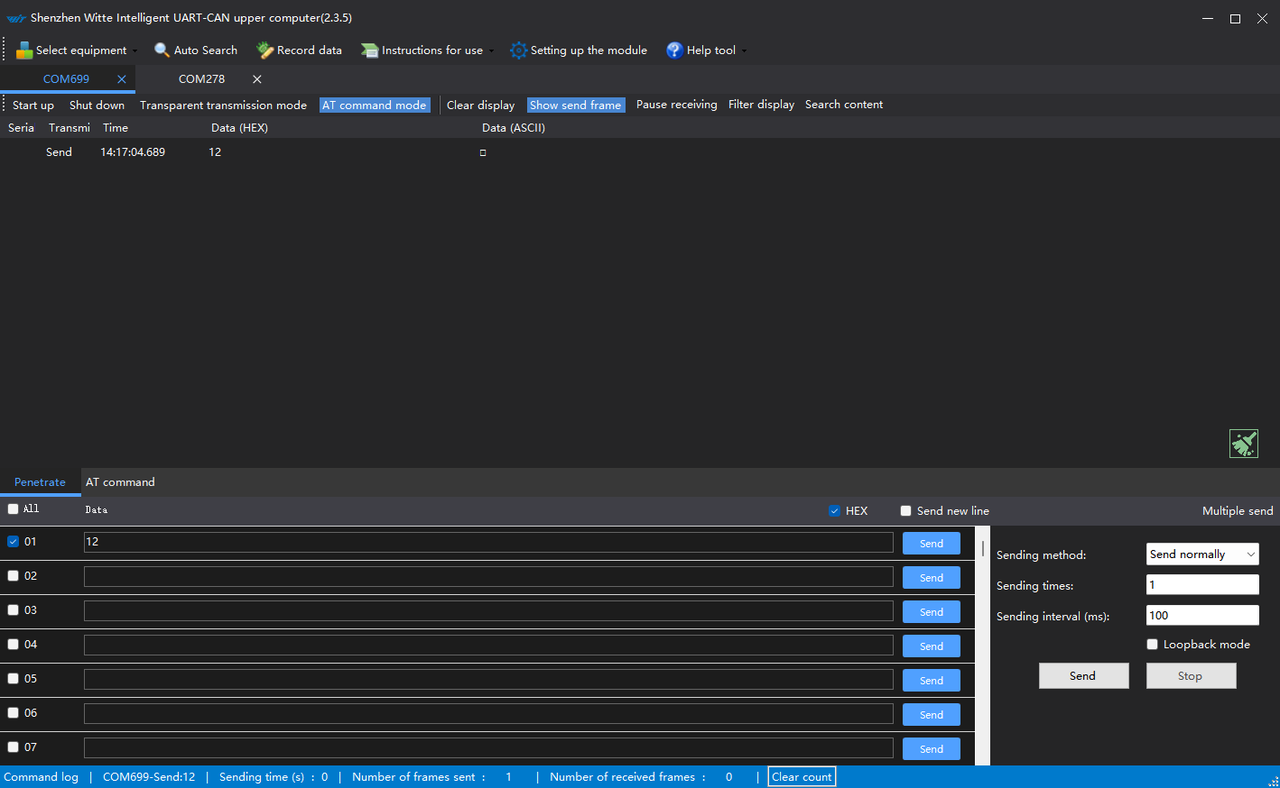 Shenzhen Witte Intelligent UART-CAN upper computer(2.3.5)
Select equipment Auto Search Record data Instructions for use Setting up the module Help tool
COM699 COM278
Start up Shut down Transparent transmission mode AT command mode Clear display Show send frame Pause receiving Filter display Search content
Seria Transmi Time Data (HEX) Data (ASCII)
Send 14:17:04.689 12 □
Penetrate AT command
All Data HEX Send new line Multiple send
01 12 Send
02 Send
03 Send
04 Send
05 Send
06 Send
07 Send
Sending method: Send normally
Sending times: 1
Sending interval (ms): 100
Loopback mode
Send Stop
Command log | COM699-Send:12 | Sending time (s) : 0 | Number of frames sent : 1 | Number of received frames : 0 | Clear count